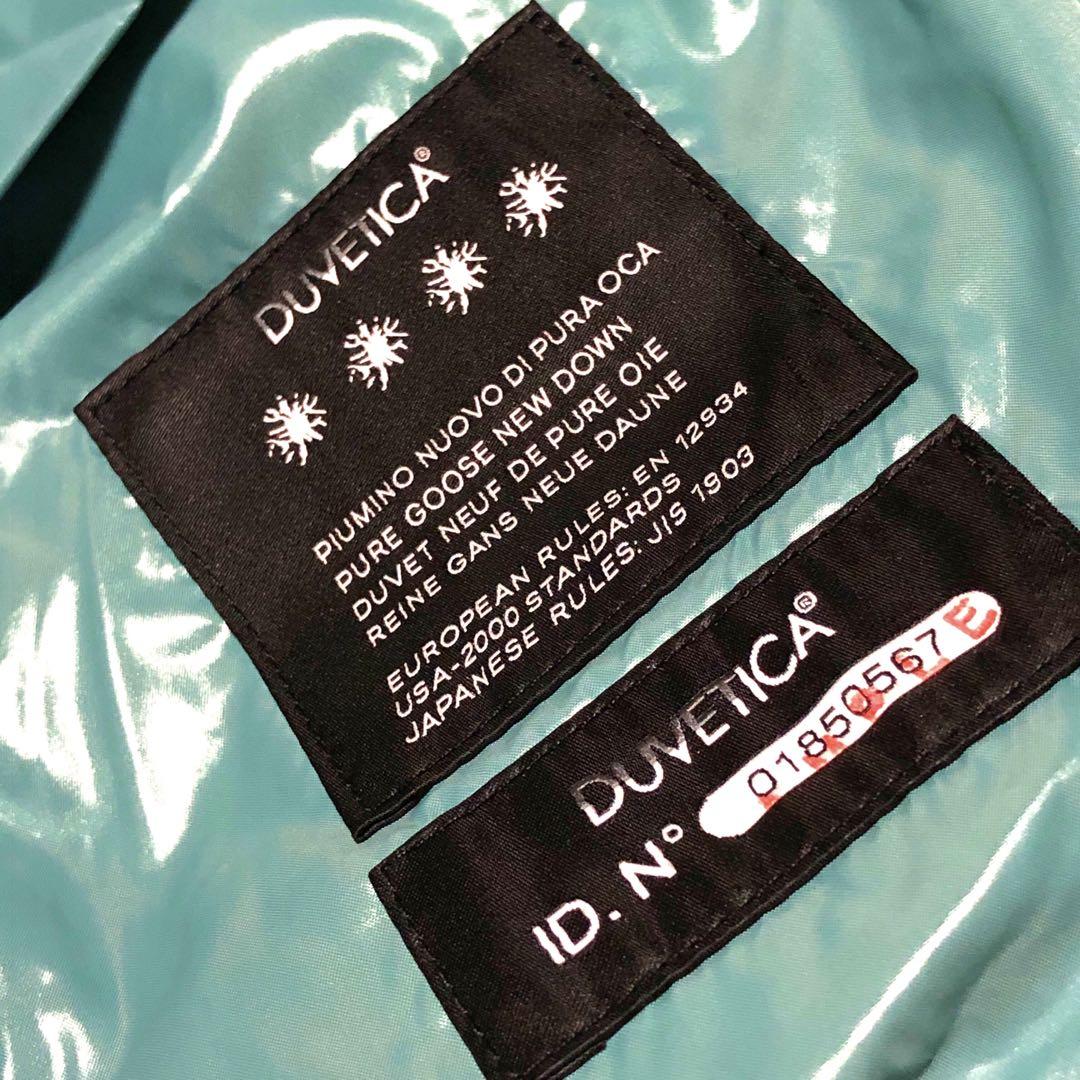 DUVETICA®
PIUMINO NUOVO DI PURA OCA
PURE GOOSE NEW DOWN
DUVET NEUF DE PURE OIE
REINE GANS NEUE DAUNE
EUROPEAN RULES: EN 12934
USA-2000 STANDARDS
JAPANESE RULES: JIS 1903
DUVETICA®
ID. N° 01850567 E